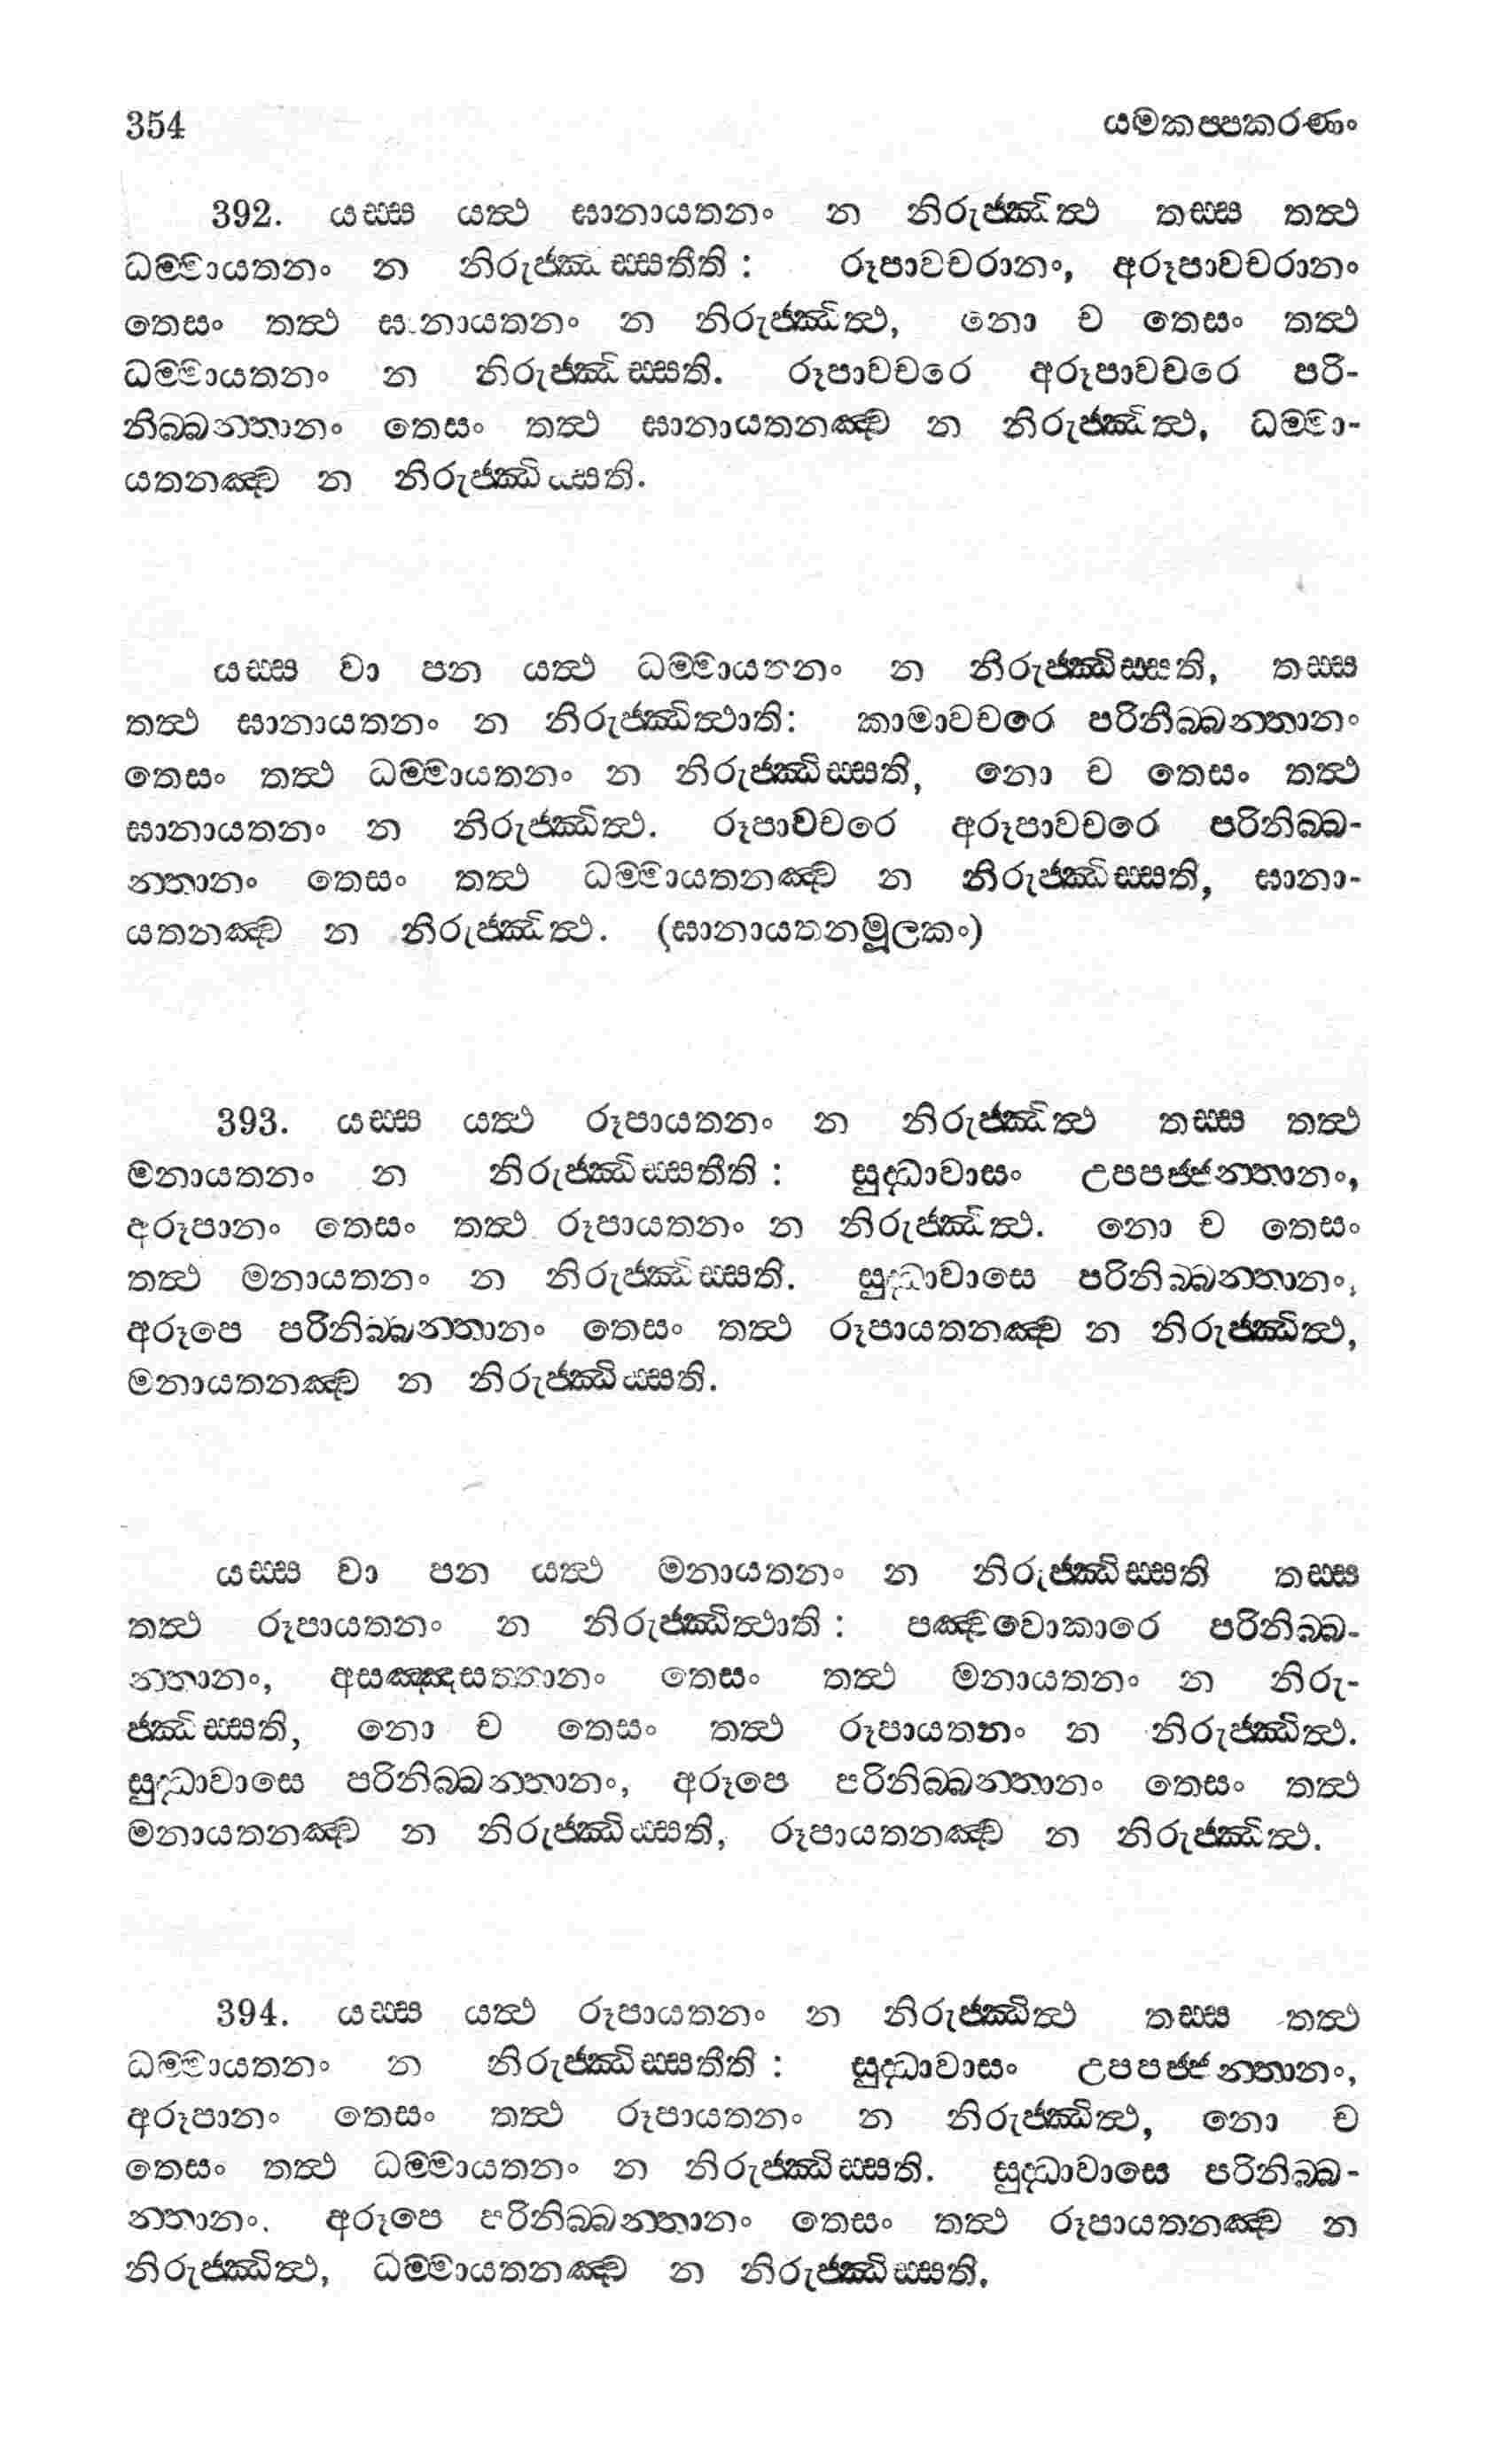 354 යමකප්පකරණං
392. යස්ස යත්ථ ඝානායතනං න නිරුජ්ඣිත්ථ තස්ස තත්ථ
ධම්මායතනං න නිරුජ්ඣිස්සතීති : රූපාවචරානං, අරූපාවචරානං
තෙසං තත්ථ ඝානායතනං න නිරුජ්ඣිත්ථ, නො ච තෙසං තත්ථ
ධම්මායතනං න නිරුජ්ඣිස්සති. රූපාවචරෙ අරූපාවචරෙ පරි-
නිබ්බන්තානං තෙසං තත්ථ ඝානායතනඤ්ච න නිරුජ්ඣිත්ථ, ධම්මා-
යතනඤ්ච න නිරුජ්ඣිස්සති.
යස්ස වා පන යත්ථ ධම්මායතනං න නිරුජ්ඣිස්සති, තස්ස
තත්ථ ඝානායතනං න නිරුජ්ඣිත්ථාති: කාමාවචරෙ පරිනිබ්බන්තානං
තෙසං තත්ථ ධම්මායතනං න නිරුජ්ඣිස්සති, නො ච තෙසං තත්ථ
ඝානායතනං න නිරුජ්ඣිත්ථ. රූපාවචරෙ අරූපාවචරෙ පරිනිබ්බ-
න්තානං තෙසං තත්ථ ධම්මායතනඤ්ච න නිරුජ්ඣිස්සති, ඝානා-
යතනඤ්ච න නිරුජ්ඣිත්ථ. (ඝානායතනමූලකං)
393. යස්ස යත්ථ රූපායතනං න නිරුජ්ඣිත්ථ තස්ස තත්ථ
මනායතනං න නිරුජ්ඣිස්සතීති : සුද්ධාවාසං උපපජ්ජන්තානං,
අරූපානං තෙසං තත්ථ රූපායතනං න නිරුජ්ඣිත්ථ. නො ච තෙසං
තත්ථ මනායතනං න නිරුජ්ඣිස්සති. සුද්ධාවාසෙ පරිනිබ්බන්තානං,
අරූපෙ පරිනිබ්බන්තානං තෙසං තත්ථ රූපායතනඤ්ච න නිරුජ්ඣිත්ථ,
මනායතනඤ්ච න නිරුජ්ඣිස්සති.
යස්ස වා පන යත්ථ මනායතනං න නිරුජ්ඣිස්සති තස්ස
තත්ථ රූපායතනං න නිරුජ්ඣිත්ථාති : පඤ්චවොකාරෙ පරිනිබ්බ-
න්තානං, අසඤ්ඤසත්තානං තෙසං තත්ථ මනායතනං න නිරු-
ජ්ඣිස්සති, නො ච තෙසං තත්ථ රූපායතනං න නිරුජ්ඣිත්ථ.
සුද්ධාවාසෙ පරිනිබ්බන්තානං, අරූපෙ පරිනිබ්බන්තානං තෙසං තත්ථ
මනායතනඤ්ච න නිරුජ්ඣිස්සති, රූපායතනඤ්ච න නිරුජ්ඣිත්ථ.
394. යස්ස යත්ථ රූපායතනං න නිරුජ්ඣිත්ථ තස්ස තත්ථ
ධම්මායතනං න නිරුජ්ඣිස්සතීති : සුද්ධාවාසං උපපජ්ජන්තානං,
අරූපානං තෙසං තත්ථ රූපායතනං න නිරුජ්ඣිත්ථ, නො ච
තෙසං තත්ථ ධම්මායතනං න නිරුජ්ඣිස්සති. සුද්ධාවාසෙ පරිනිබ්බ-
න්තානං. අරූපෙ පරිනිබ්බන්තානං තෙසං තත්ථ රූපායතනඤ්ච න
නිරුජ්ඣිත්ථ, ධම්මායතනඤ්ච න නිරුජ්ඣිස්සති.